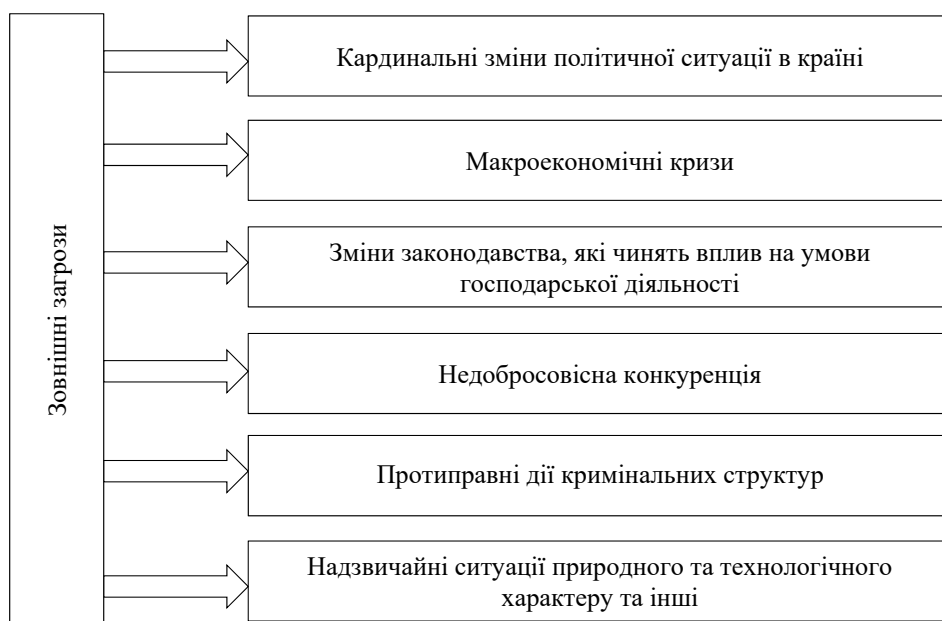 Зовнішні загрози
Кардинальні зміни політичної ситуації в країні
Макроекономічні кризи
Зміни законодавства, які чинять вплив на умови
господарської діяльності
Недобросовісна конкуренція
Протиправні дії кримінальних структур
Надзвичайні ситуації природного та технологічного
характеру та інші